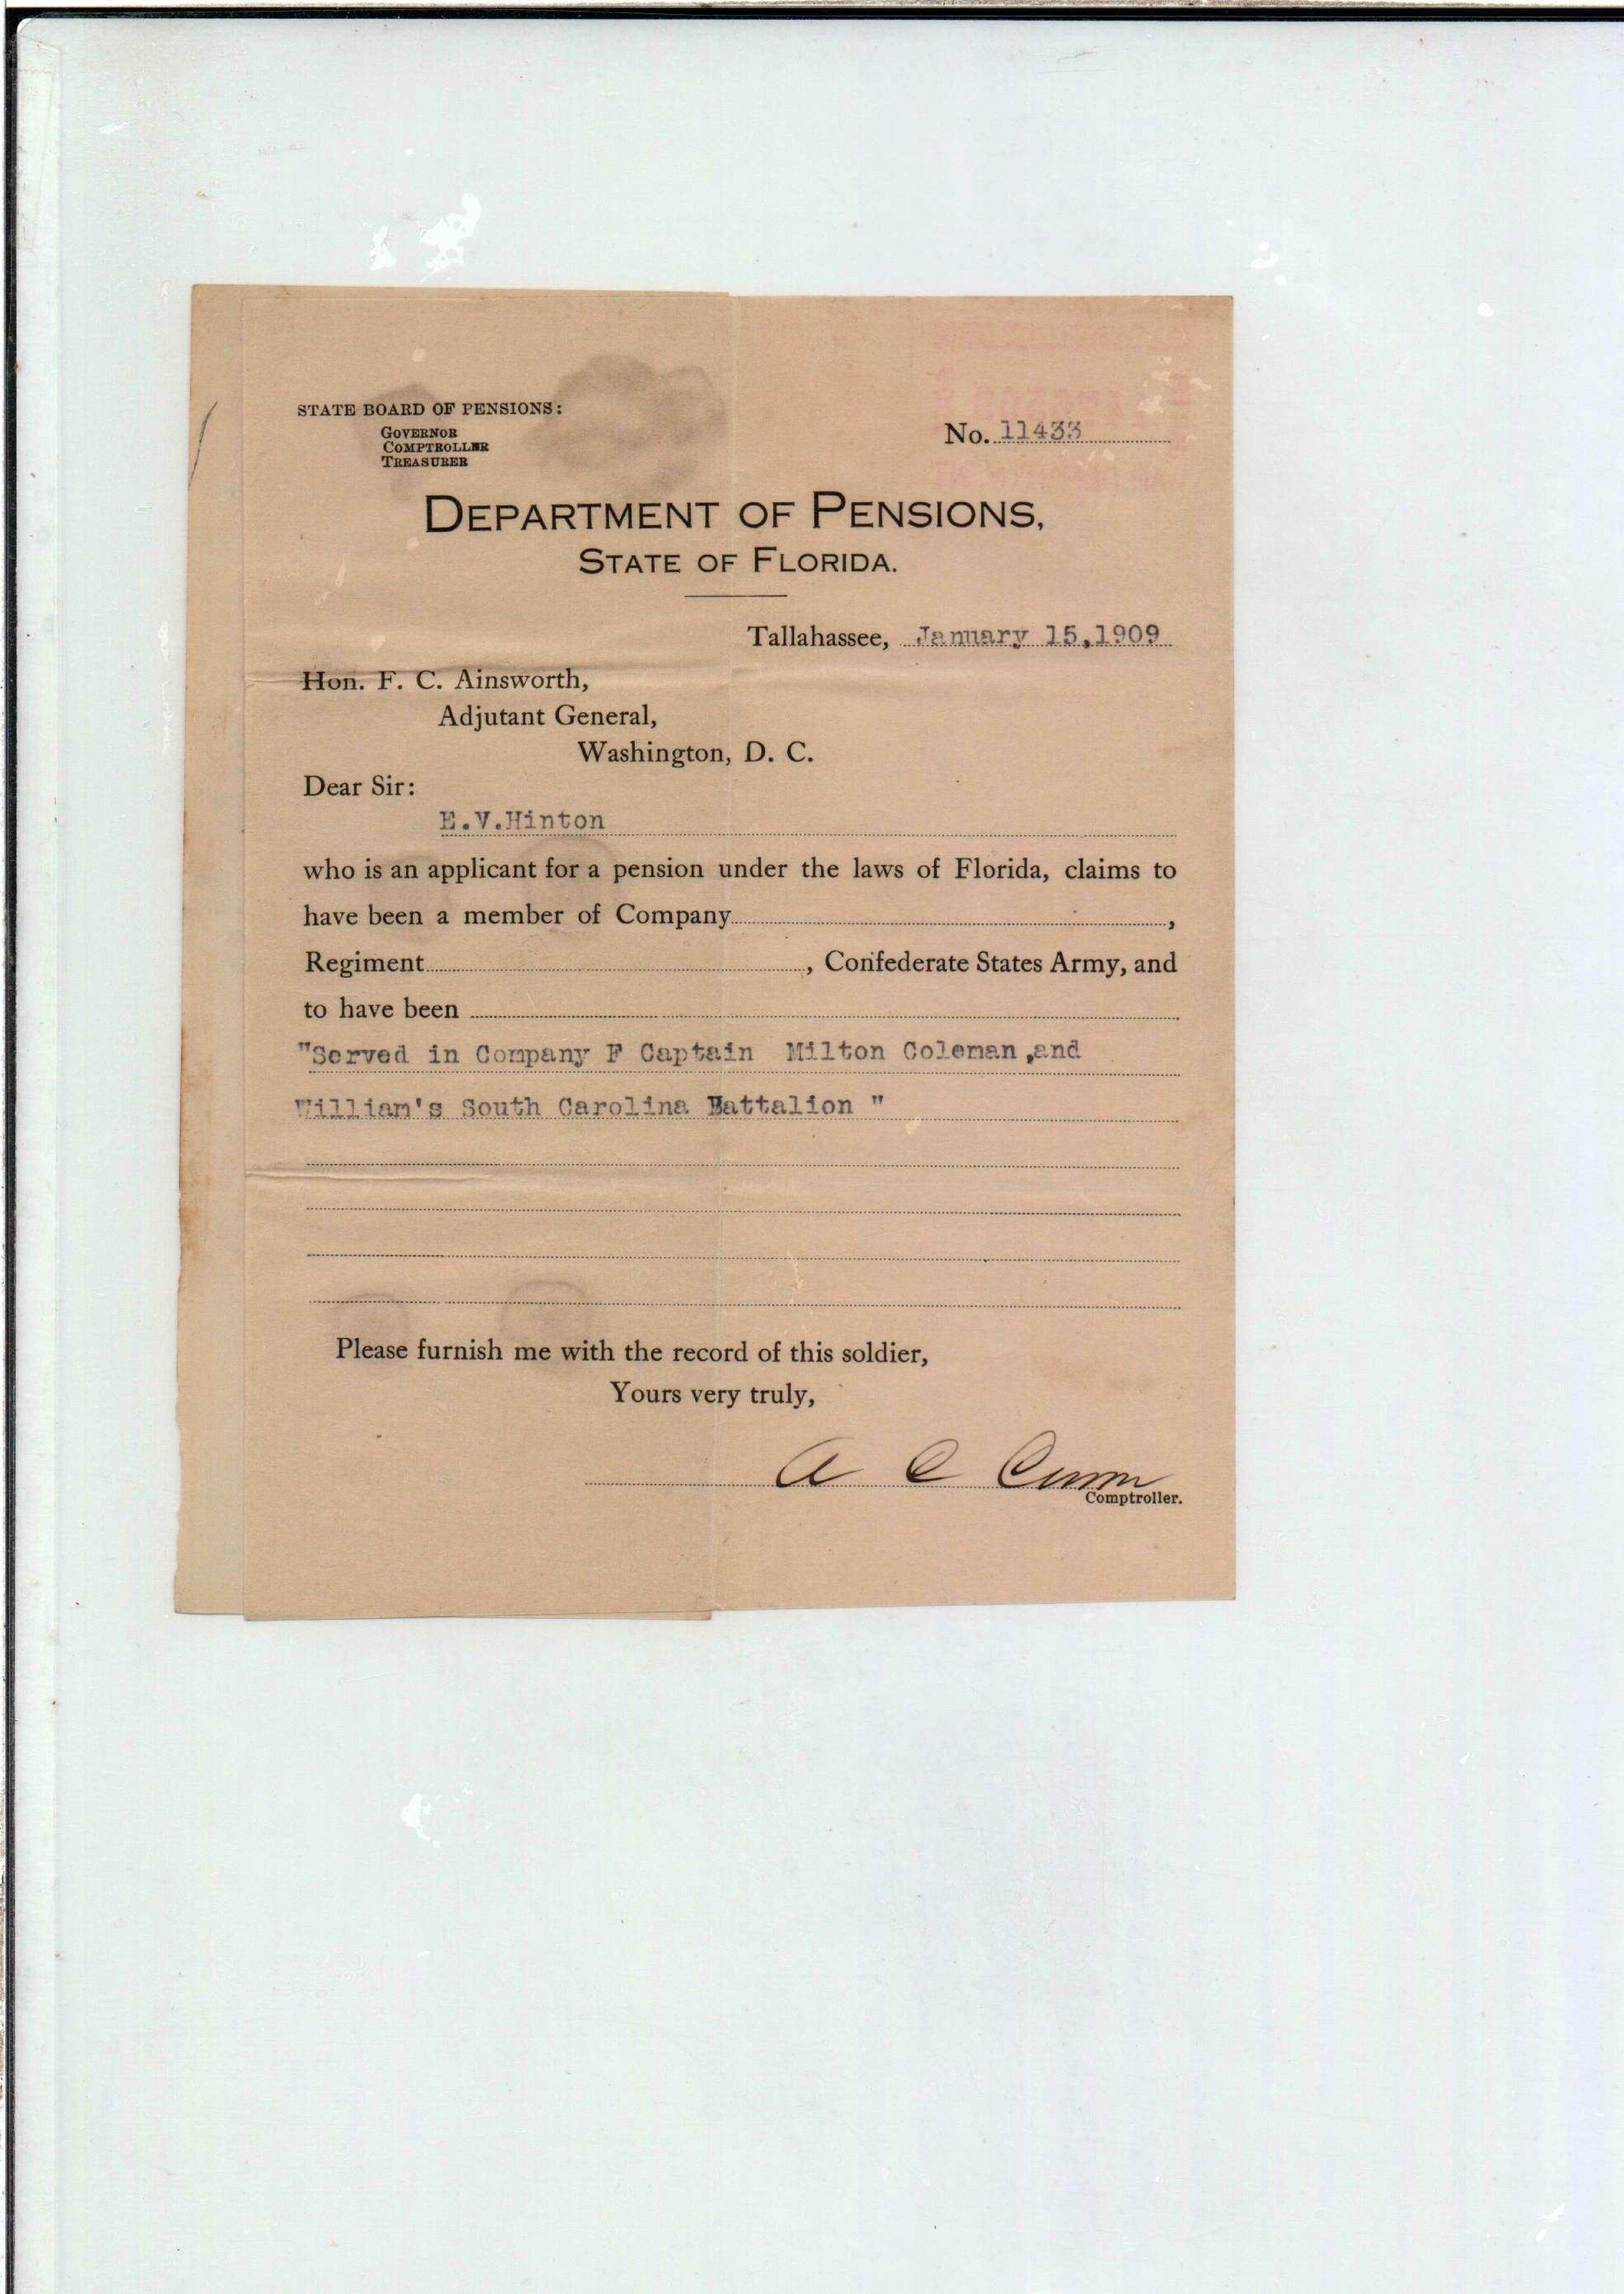 STATE BOARD OF PENSIONS:
GOVERNOR
COMPTROLLER
TREASURER
No. 11433
DEPARTMENT OF PENSIONS,
STATE OF FLORIDA.
Tallahassee, January 15,1909
Hon. F. C. Ainsworth,
Adjutant General,
Washington, D. C.
Dear Sir:
E.V.Hinton
who is an applicant for a pension under the laws of Florida, claims to
have been a member of Company,
Regiment, Confederate States Army, and
to have been
"Served in Company F Captain Milton Coleman ,and
William's South Carolina Battalion "
Please furnish me with the record of this soldier,
Yours very truly,
A C Croom
Comptroller.